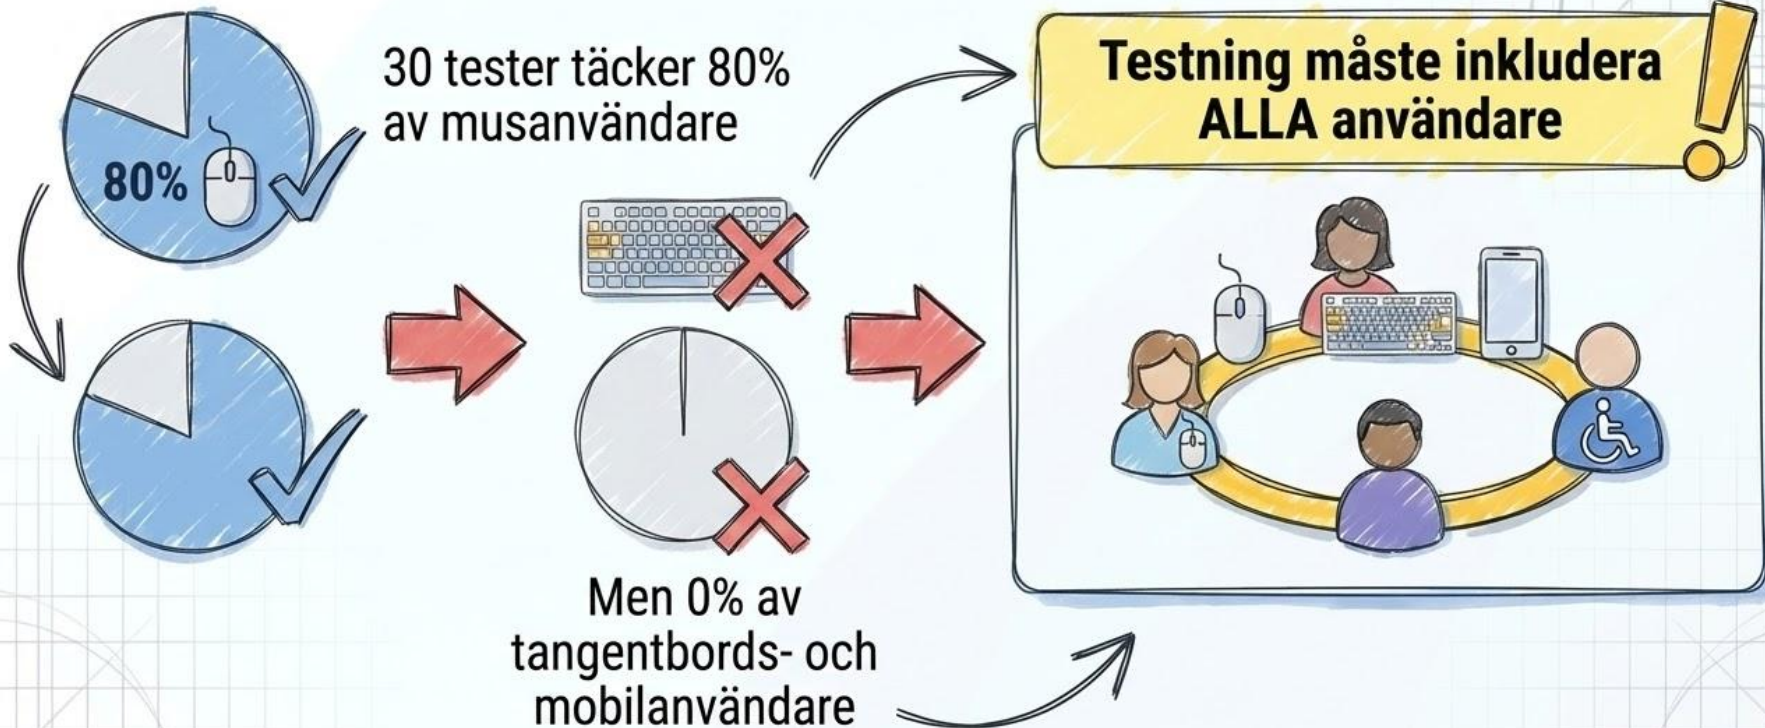 80%
30 tester täcker 80%
av musanvändare
Men 0% av
tangentbords- och
mobilanvändare
Testning måste inkludera
ALLA användare